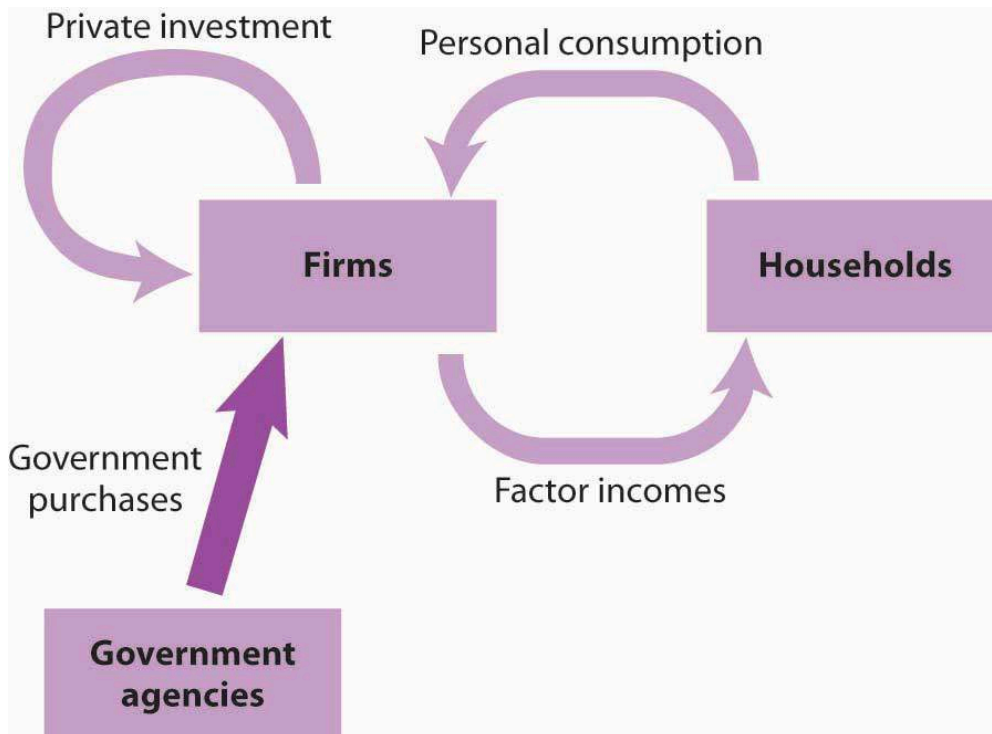 Private investment
Personal consumption
Firms
Households
Government
purchases
Factor incomes
Government
agencies